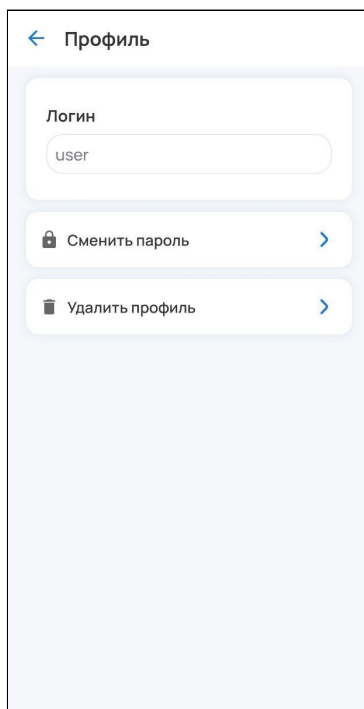 Профиль
Логин
user
Сменить пароль
Удалить профиль